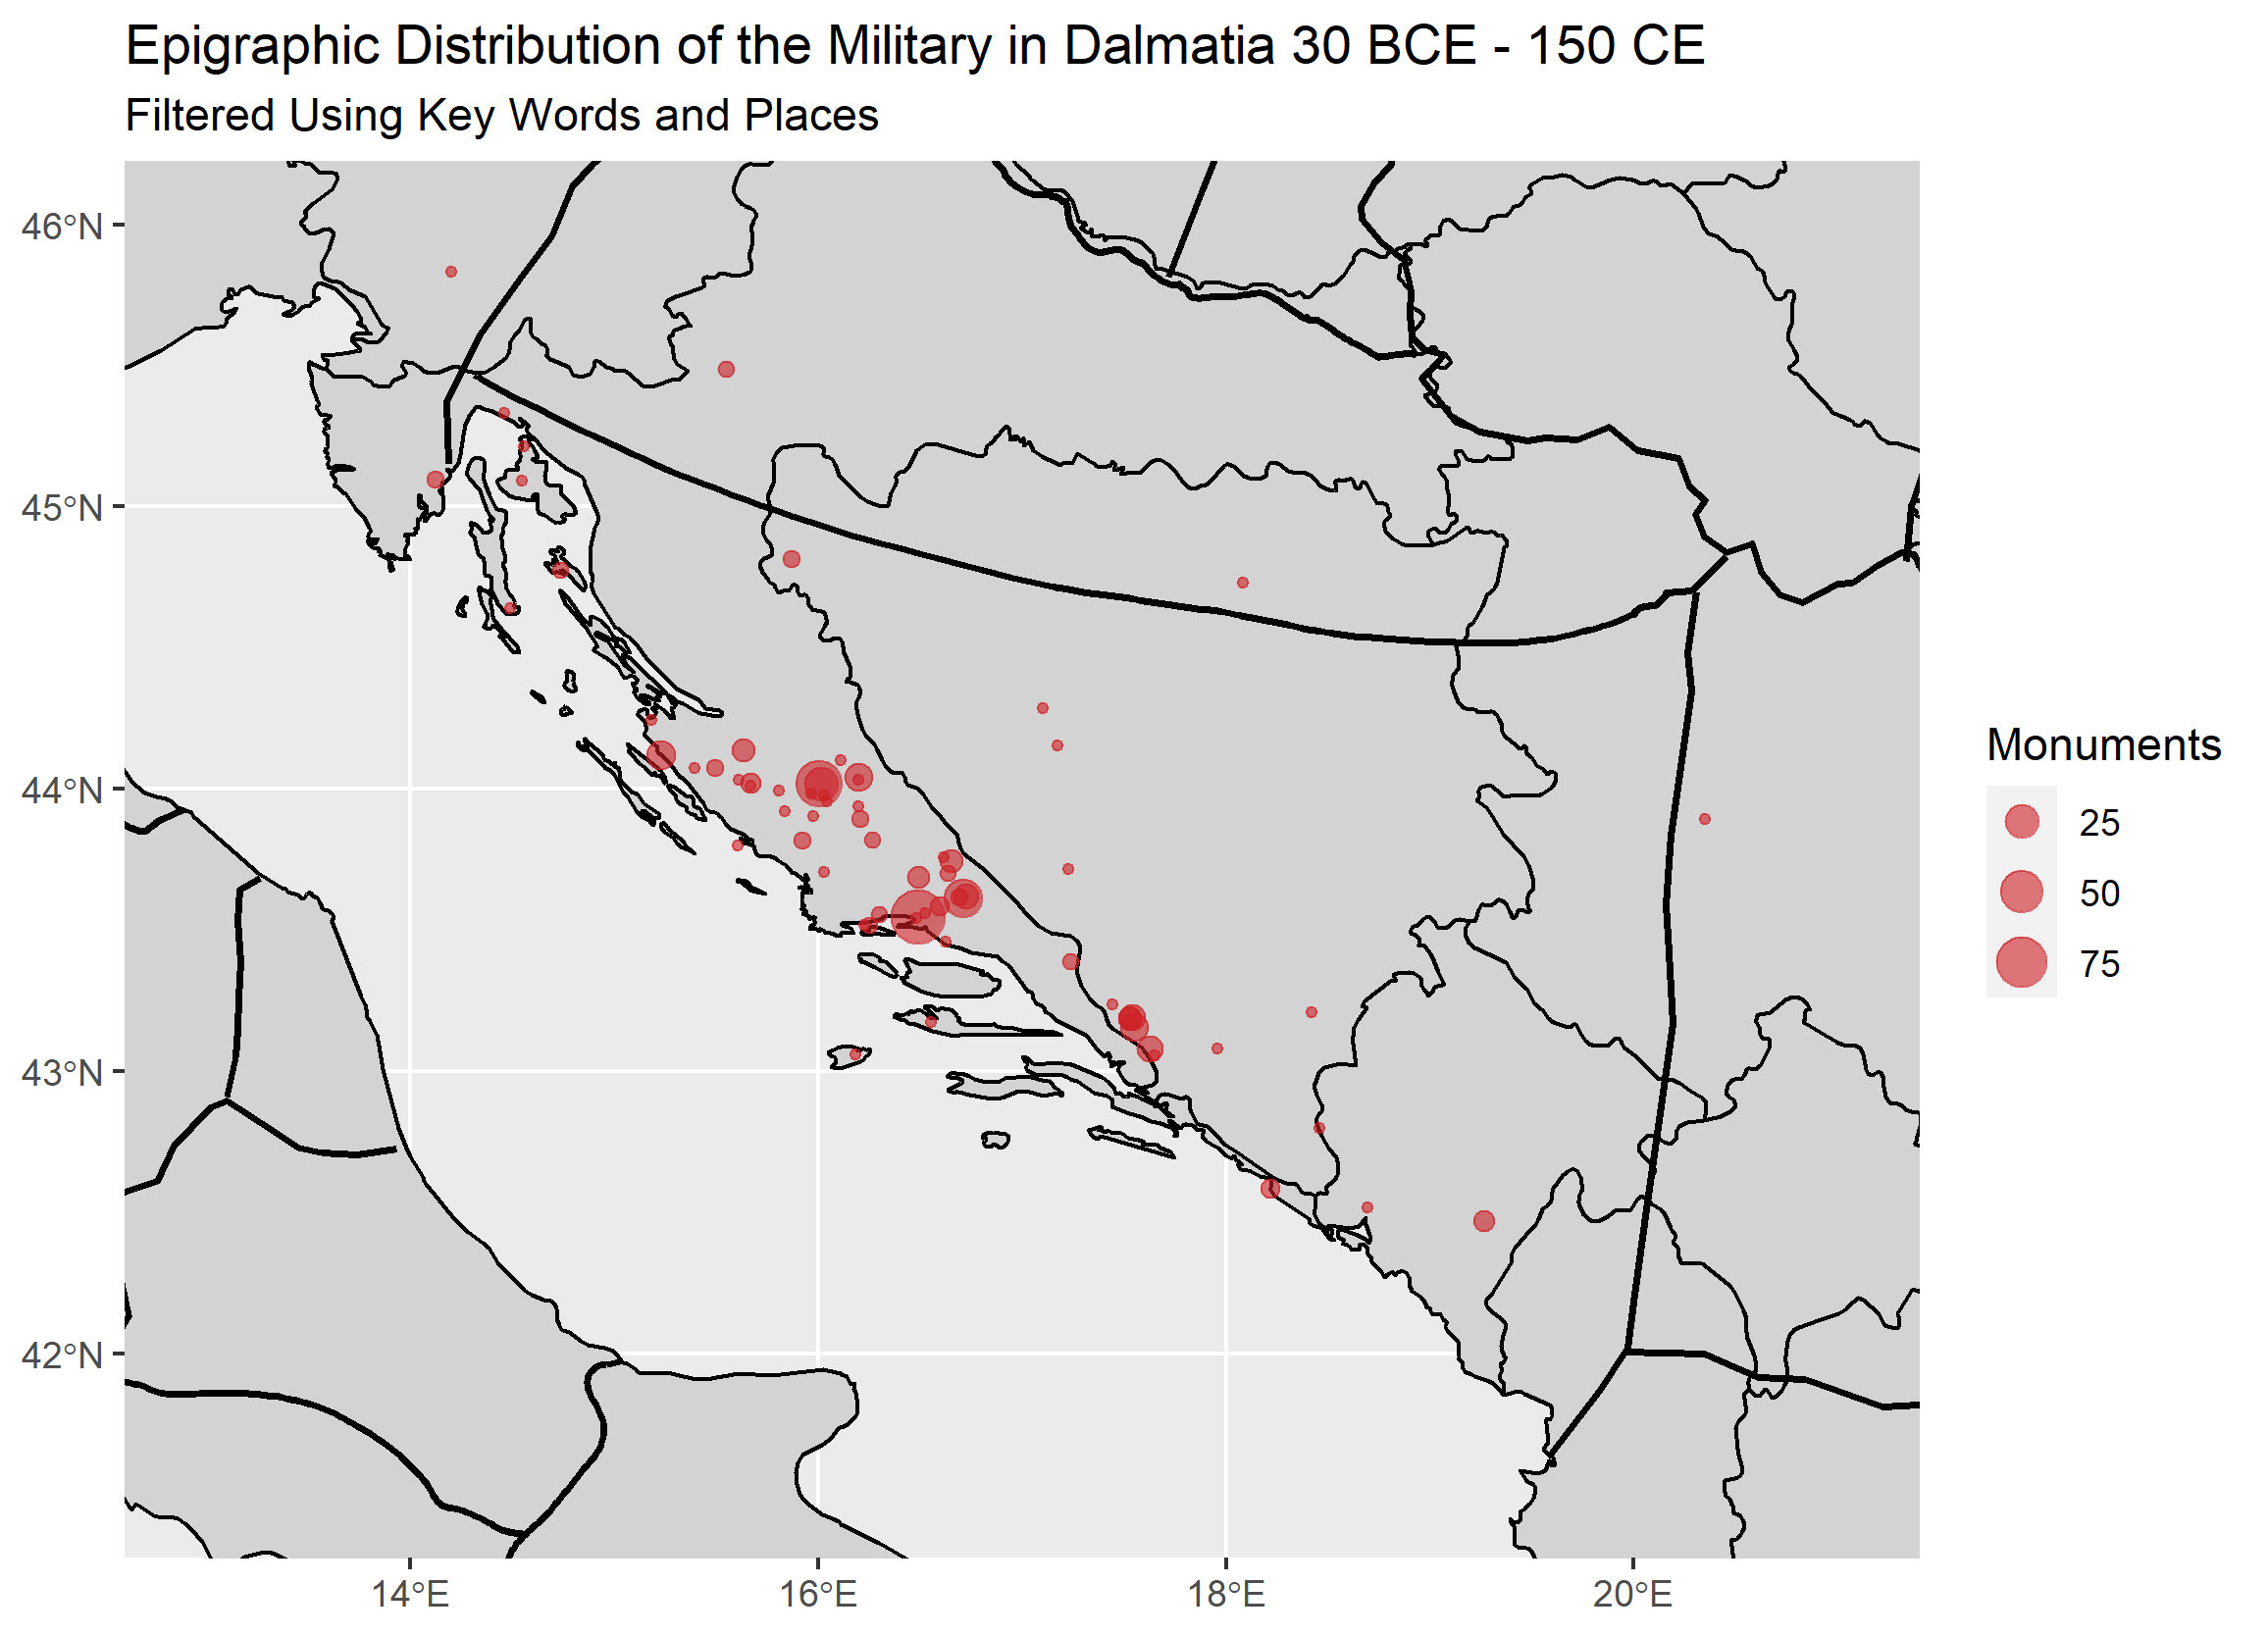 Epigraphic Distribution of the Military in Dalmatia 30 BCE - 150 CE
Filtered Using Key Words and Places
46°N
45°N
44°N
43°N
42°N
14°E
16°E
18°E
20°E
Monuments
25
50
75